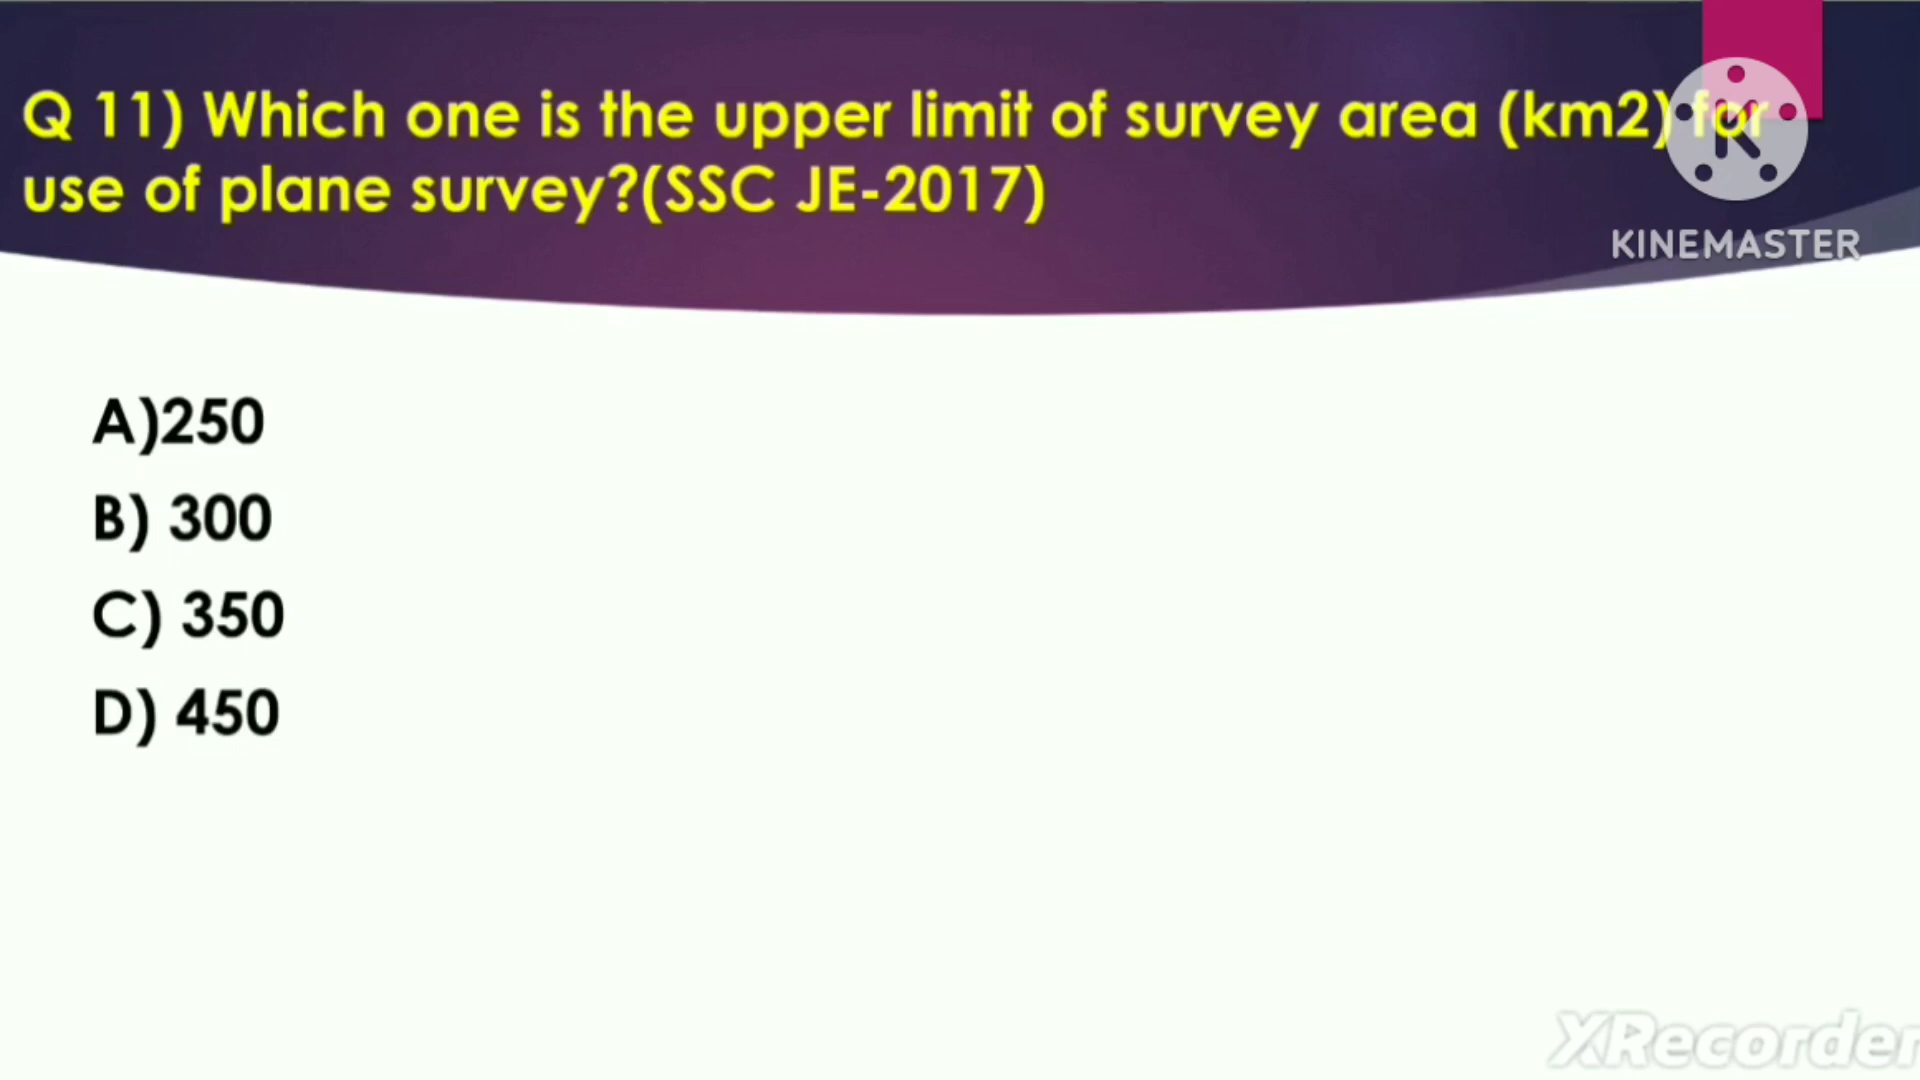 Q 11) Which one is the upper limit of survey area (km2) for
use of plane survey?(SSC JE-2017)
KINEMASTER
A)250
B) 300
C) 350
D) 450
XRecorder